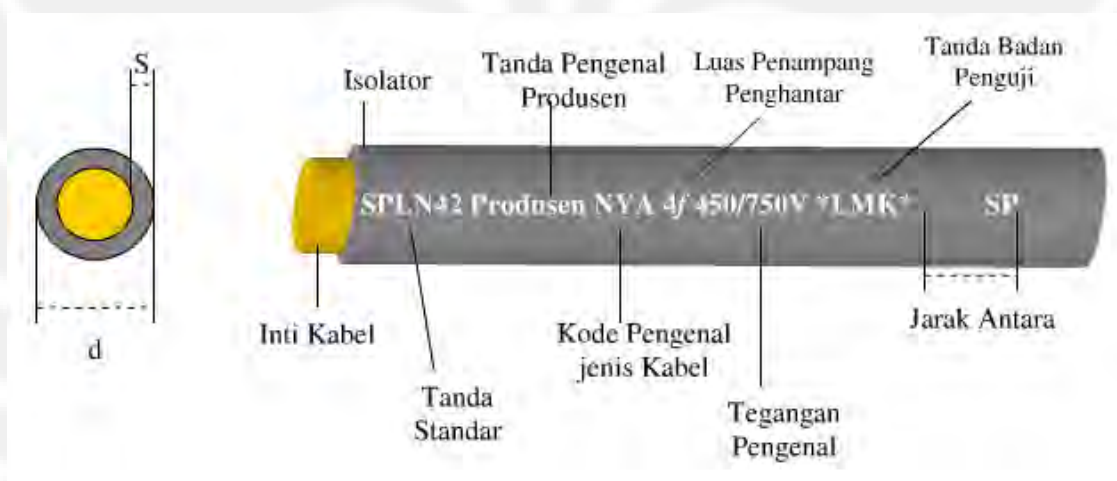 S
d
Isolator
Tanda Pengenal
Produsen
Luas Penampang
Penghantar
Tanda Badan
Penguji
SPLN42 Produsen NYA 4f 450/750V *LMK* SP
Inti Kabel
Tanda
Standar
Kode Pengenal
jenis Kabel
Tegangan
Pengenal
Jarak Antara